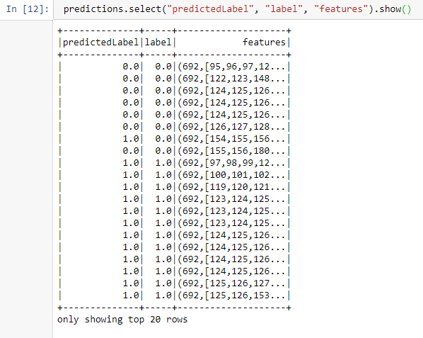 In [12]: predictions.select("predictedLabel", "label", "features").show()
+--------------+-----+--------------------+
|predictedLabel|label|            features|
+--------------+-----+--------------------+
|           0.0|  0.0|(692,[95,96,97,12...|
|           0.0|  0.0|(692,[122,123,148...|
|           0.0|  0.0|(692,[124,125,126...|
|           0.0|  0.0|(692,[124,125,126...|
|           0.0|  0.0|(692,[124,125,126...|
|           0.0|  0.0|(692,[126,127,128...|
|           1.0|  0.0|(692,[154,155,156...|
|           0.0|  0.0|(692,[155,156,180...|
|           1.0|  1.0|(692,[97,98,99,12...|
|           1.0|  1.0|(692,[100,101,102...|
|           1.0|  1.0|(692,[119,120,121...|
|           1.0|  1.0|(692,[123,124,125...|
|           1.0|  1.0|(692,[123,124,125...|
|           1.0|  1.0|(692,[123,124,125...|
|           1.0|  1.0|(692,[124,125,126...|
|           1.0|  1.0|(692,[124,125,126...|
|           1.0|  1.0|(692,[124,125,126...|
|           1.0|  1.0|(692,[124,125,126...|
|           1.0|  1.0|(692,[125,126,127...|
|           1.0|  1.0|(692,[125,126,153...|
+--------------+-----+--------------------+
only showing top 20 rows